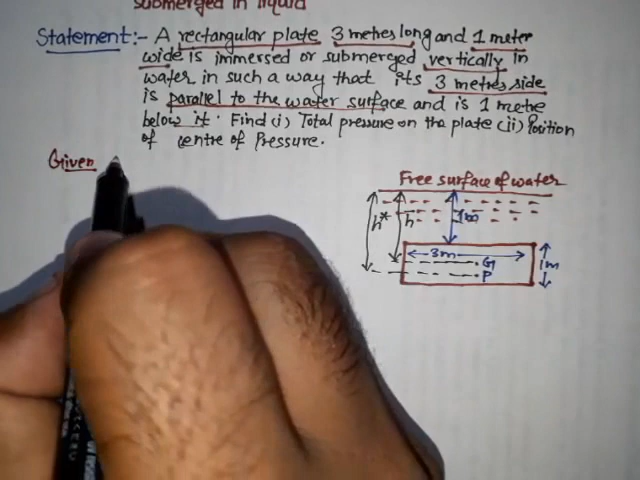 submerged in liquid
Statement:- A rectangular plate 3 metres long and 1 meter
wide is immersed or submerged vertically in
water in such a way that its 3 metres side
is parallel to the water surface and is 1 metre
below it. Find (i) Total pressure on the plate (ii) Position
of centre of Pressure.
Given
Free surface of water
h* h 1m
3m G 1m
P